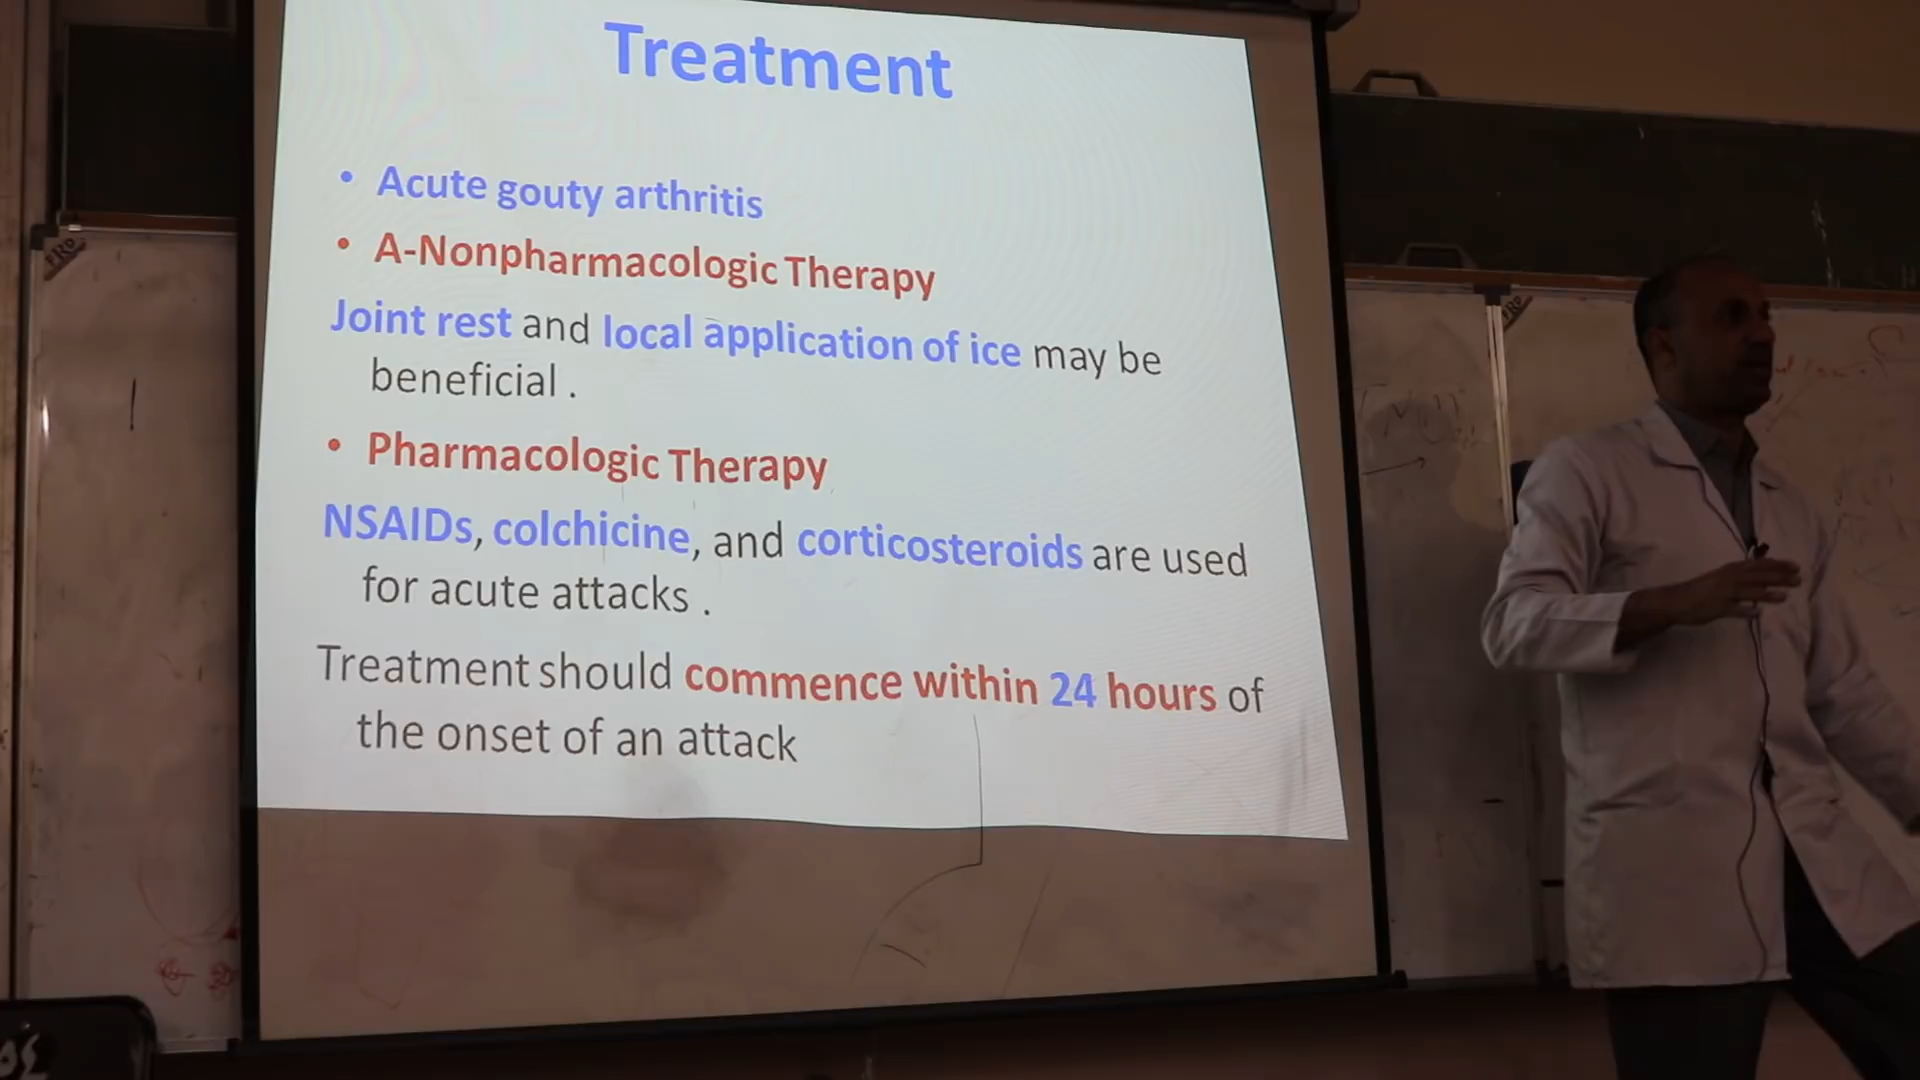 Treatment
• Acute gouty arthritis
• A-Nonpharmacologic Therapy
Joint rest and local application of ice may be
beneficial .
• Pharmacologic Therapy
NSAIDs, colchicine, and corticosteroids are used
for acute attacks .
Treatment should commence within 24 hours of
the onset of an attack